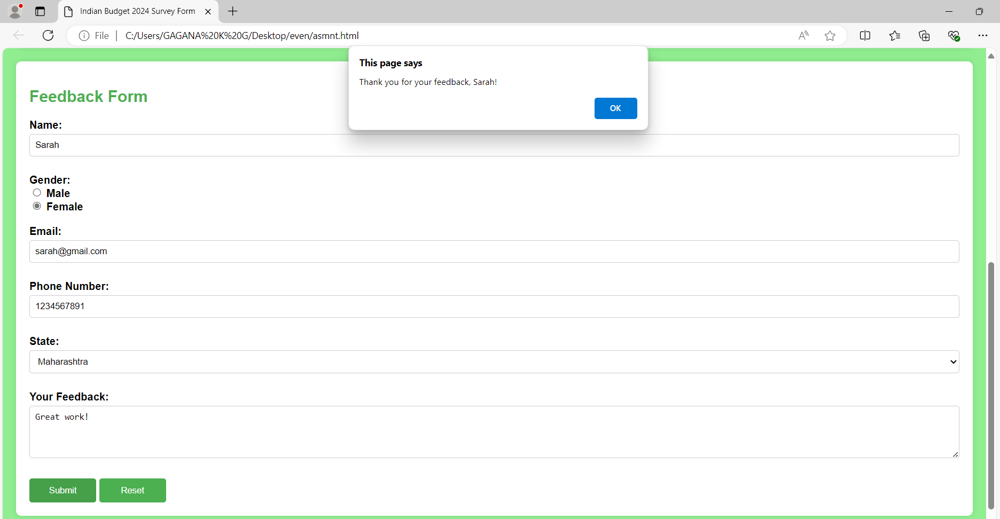 Indian Budget 2024 Survey Form
File
C:/Users/GAGANA%20K%20G/Desktop/even/asmnt.html
This page says
Thank you for your feedback, Sarah!
OK
Feedback Form
Name:
Sarah
Gender:
Male
Female
Email:
sarah@gmail.com
Phone Number:
1234567891
State:
Maharashtra
Your Feedback:
Great work!
Submit Reset